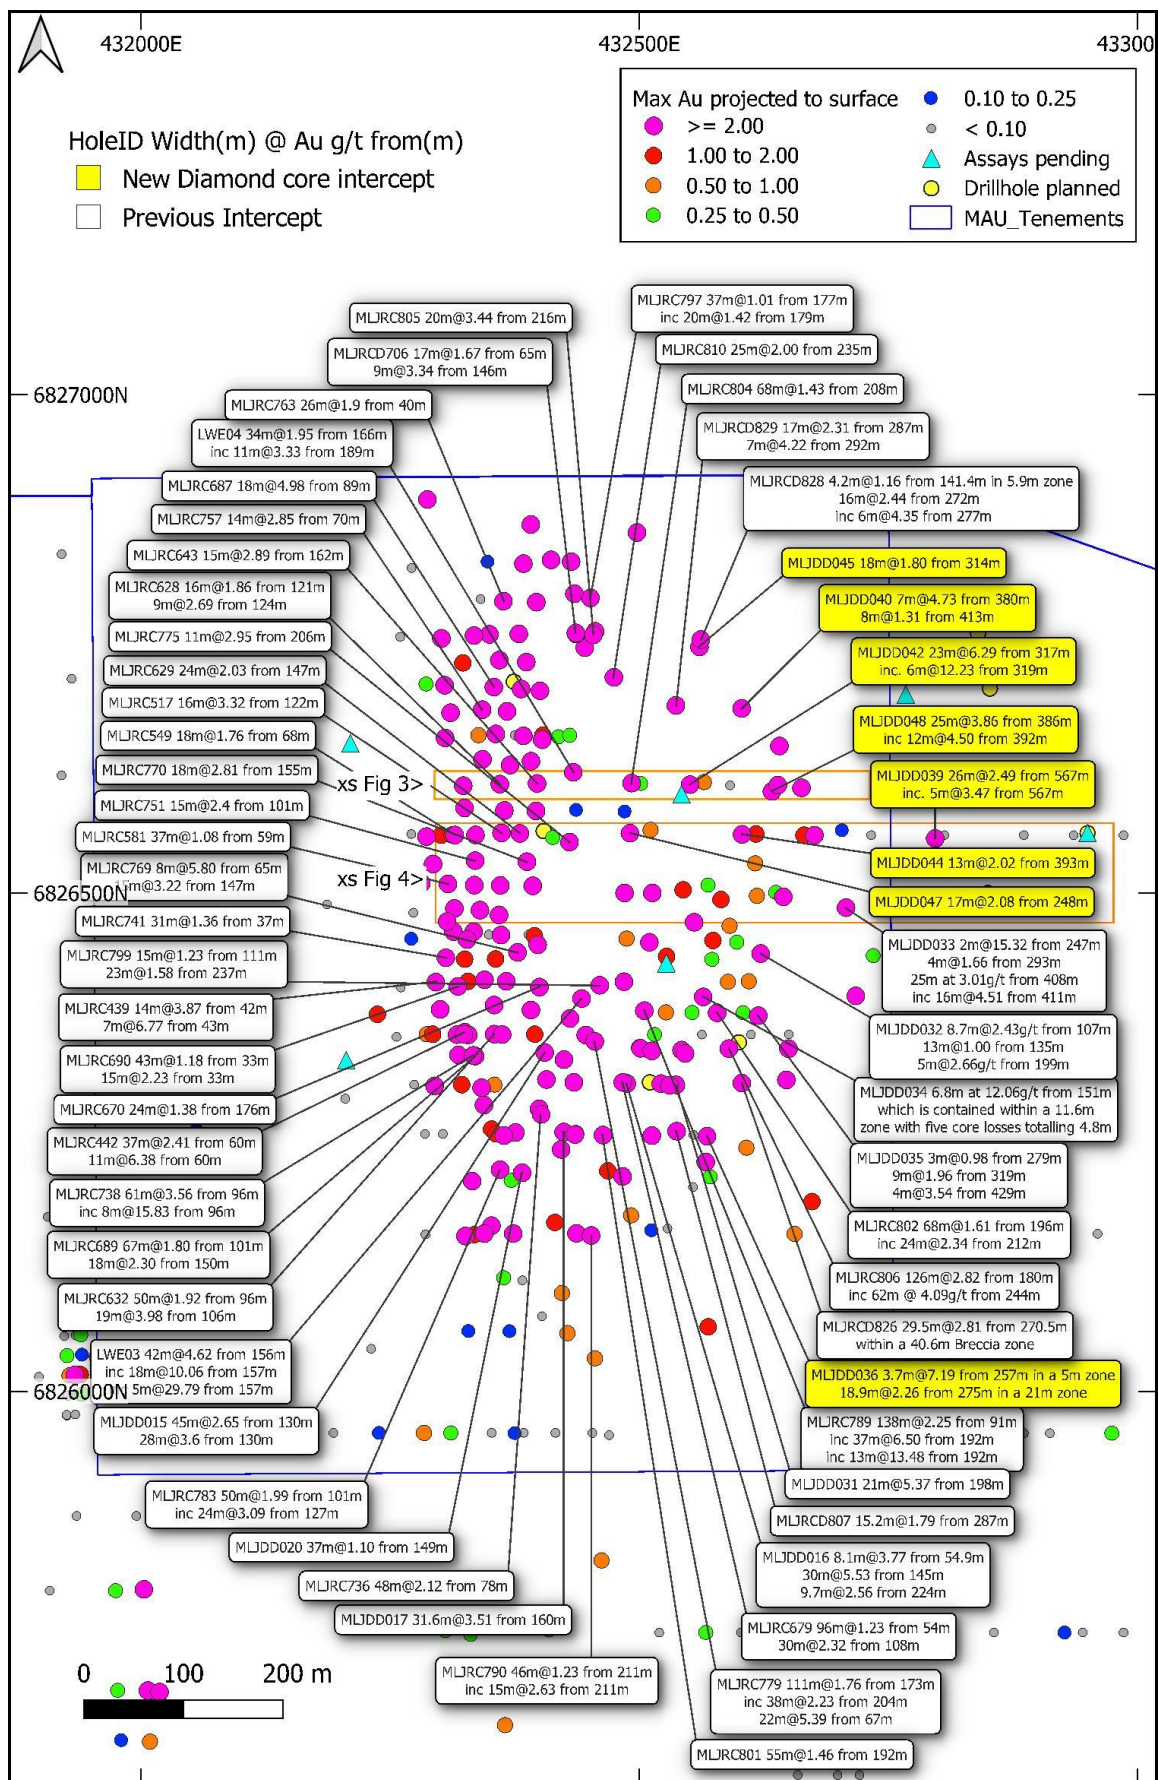 432000E
432500E
43300
Max Au projected to surface
>= 2.00
1.00 to 2.00
0.50 to 1.00
0.25 to 0.50
0.10 to 0.25
< 0.10
Assays pending
Drillhole planned
MAU_Tenements
HoleID Width(m) @ Au g/t from(m)
New Diamond core intercept
Previous Intercept
6827000N
6826500N
6826000N
MLJRC805 20m@3.44 from 216m
MLJRCD706 17m@1.67 from 65m
9m@3.34 from 146m
MLJRC763 26m@1.9 from 40m
LWE04 34m@1.95 from 166m
inc 11m@3.33 from 189m
MLJRC687 18m@4.98 from 89m
MLJRC757 14m@2.85 from 70m
MLJRC643 15m@2.89 from 162m
MLJRC628 16m@1.86 from 121m
9m@2.69 from 124m
MLJRC775 11m@2.95 from 206m
MLJRC629 24m@2.03 from 147m
MLJRC517 16m@3.32 from 122m
MLJRC549 18m@1.76 from 68m
MLJRC770 18m@2.81 from 155m
MLJRC751 15m@2.4 from 101m
MLJRC581 37m@1.08 from 59m
MLJRC769 8m@5.80 from 65m
m@3.22 from 147m
MLJRC741 31m@1.36 from 37m
MLJRC799 15m@1.23 from 111m
23m@1.58 from 237m
MLJRC439 14m@3.87 from 42m
7m@6.77 from 43m
MLJRC690 43m@1.18 from 33m
15m@2.23 from 33m
MLJRC670 24m@1.38 from 176m
MLJRC442 37m@2.41 from 60m
11m@6.38 from 60m
MLJRC738 61m@3.56 from 96m
inc 8m@15.83 from 96m
MLJRC689 67m@1.80 from 101m
18m@2.30 from 150m
MLJRC632 50m@1.92 from 96m
19m@3.98 from 106m
LWE03 42m@4.62 from 156m
inc 18m@10.06 from 157m
5m@29.79 from 157m
MLJDD015 45m@2.65 from 130m
28m@3.6 from 130m
MLJRC783 50m@1.99 from 101m
inc 24m@3.09 from 127m
MLJDD020 37m@1.10 from 149m
MLJRC736 48m@2.12 from 78m
MLJDD017 31.6m@3.51 from 160m
MLJRC790 46m@1.23 from 211m
inc 15m@2.63 from 211m
xs Fig 3>
xs Fig 4>
MLJRC797 37m@1.01 from 177m
inc 20m@1.42 from 179m
MLJRC810 25m@2.00 from 235m
MLJRC804 68m@1.43 from 208m
MLJRCD829 17m@2.31 from 287m
7m@4.22 from 292m
MLJRCD828 4.2m@1.16 from 141.4m in 5.9m zone
16m@2.44 from 272m
inc 6m@4.35 from 277m
MLJDD045 18m@1.80 from 314m
MLJDD040 7m@4.73 from 380m
8m@1.31 from 413m
MLJDD042 23m@6.29 from 317m
inc. 6m@12.23 from 319m
MLJDD048 25m@3.86 from 386m
inc 12m@4.50 from 392m
MLJDD039 26m@2.49 from 567m
inc. 5m@3.47 from 567m
MLJDD044 13m@2.02 from 393m
MLJDD047 17m@2.08 from 248m
MLJDD033 2m@15.32 from 247m
4m@1.66 from 293m
25m at 3.01g/t from 408m
inc 16m@4.51 from 411m
MLJDD032 8.7m@2.43g/t from 107m
13m@1.00 from 135m
5m@2.66g/t from 199m
MLJDD034 6.8m at 12.06g/t from 151m
which is contained within a 11.6m
zone with five core losses totalling 4.8m
MLJDD035 3m@0.98 from 279m
9m@1.96 from 319m
4m@3.54 from 429m
MLJRC802 68m@1.61 from 196m
inc 24m@2.34 from 212m
MLJRC806 126m@2.82 from 180m
inc 62m @ 4.09g/t from 244m
MLJRCD826 29.5m@2.81 from 270.5m
within a 40.6m Breccia zone
MLJDD036 3.7m@7.19 from 257m in a 5m zone
18.9m@2.26 from 275m in a 21m zone
MLJRC789 138m@2.25 from 91m
inc 37m@6.50 from 192m
inc 13m@13.48 from 192m
MLJDD031 21m@5.37 from 198m
MLJRCD807 15.2m@1.79 from 287m
MLJDD016 8.1m@3.77 from 54.9m
30m@5.53 from 145m
9.7m@2.56 from 224m
MLJRC679 96m@1.23 from 54m
30m@2.32 from 108m
MLJRC779 111m@1.76 from 173m
inc 38m@2.23 from 204m
22m@5.39 from 67m
MLJRC801 55m@1.46 from 192m
0 100 200 m